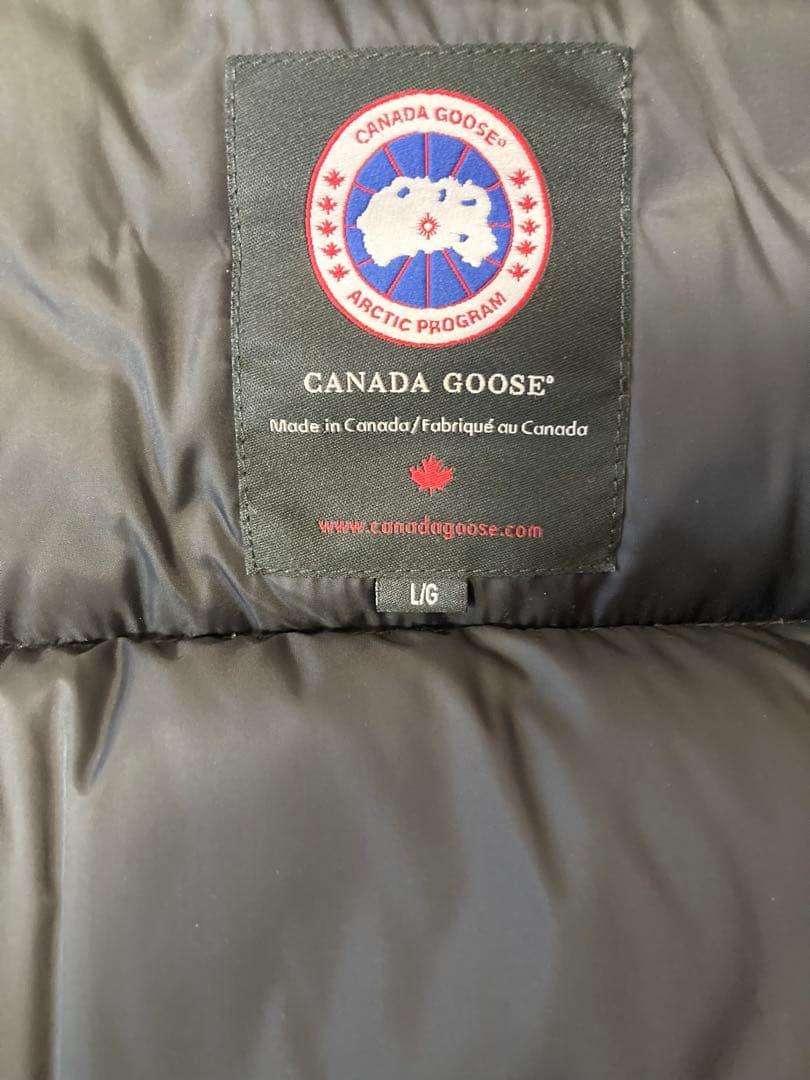 CANADA GOOSE®
ARCTIC PROGRAM
CANADA GOOSE®
Made in Canada/Fabriqué au Canada
www.canadagoose.com
L/G